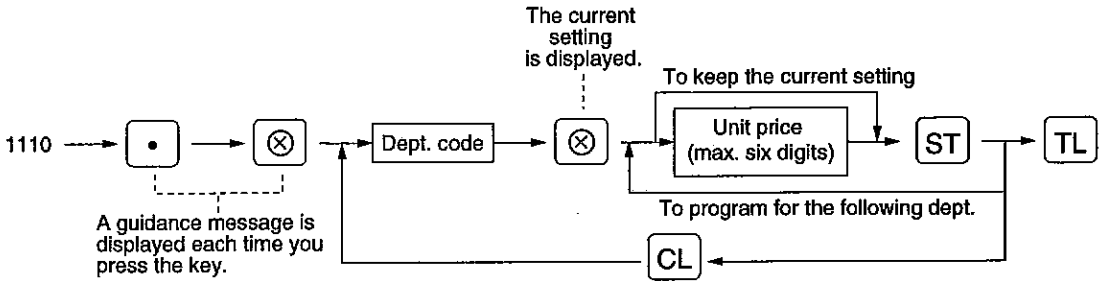 The current
setting
is displayed.
To keep the current setting
1110
•
⊗
Dept. code
⊗
Unit price
(max. six digits)
ST
TL
To program for the following dept.
A guidance message is
displayed each time you
press the key.
CL